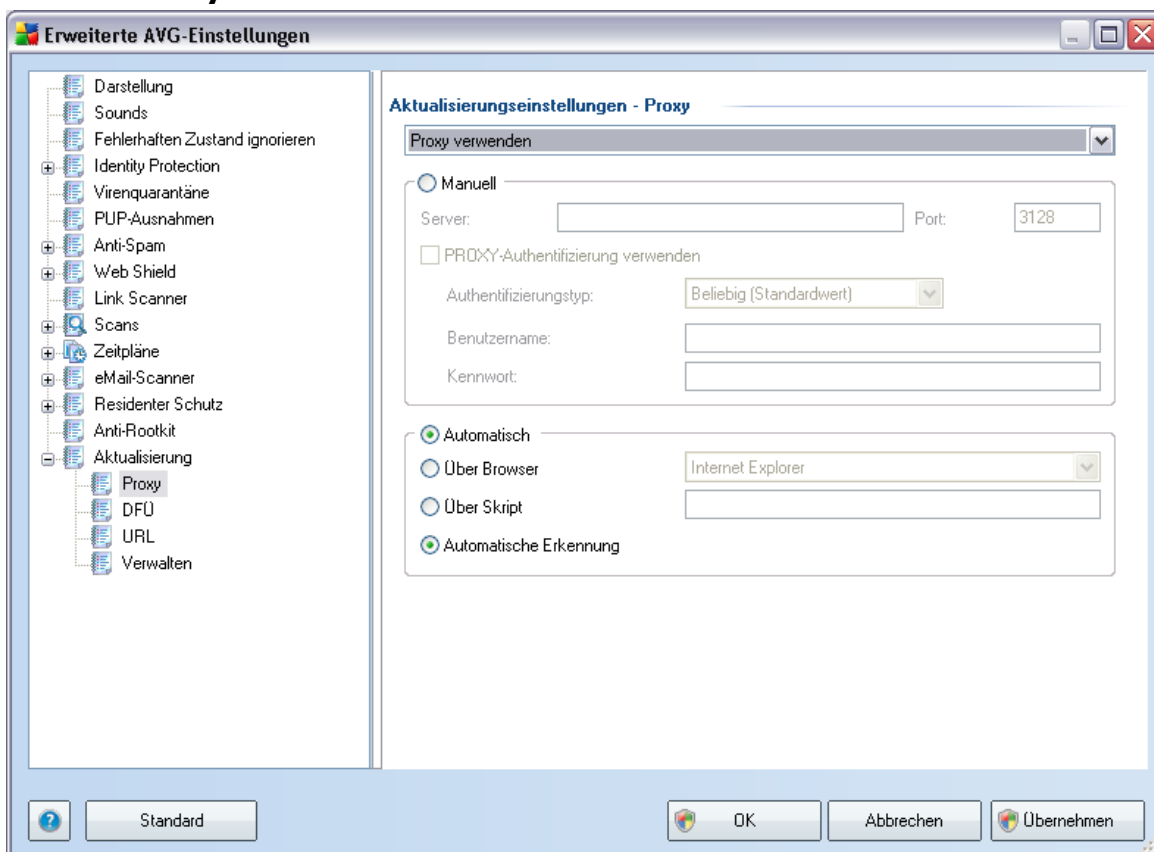 Erweiterte AVG-Einstellungen
Darstellung
Sounds
Fehlerhaften Zustand ignorieren
Identity Protection
Virenquarantäne
PUP-Ausnahmen
Anti-Spam
Web Shield
Link Scanner
Scans
Zeitpläne
eMail-Scanner
Residenter Schutz
Anti-Rootkit
Aktualisierung
Proxy
DFÜ
URL
Verwalten
Aktualisierungseinstellungen - Proxy
Proxy verwenden
Manuell
Server: Port: 3128
PROXY-Authentifizierung verwenden
Authentifizierungstyp: Beliebig (Standardwert)
Benutzername:
Kennwort:
Automatisch
Über Browser Internet Explorer
Über Skript
Automatische Erkennung
Standard OK Abbrechen Übernehmen